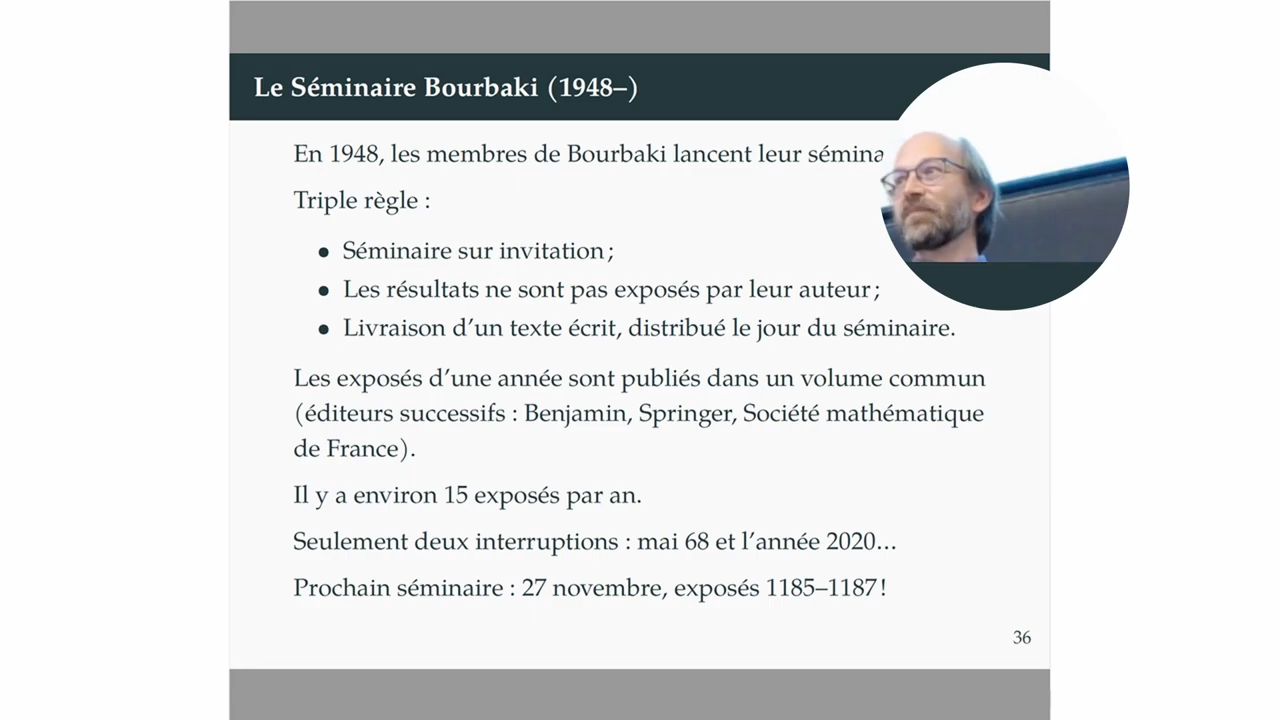 Le Séminaire Bourbaki (1948–)
En 1948, les membres de Bourbaki lancent leur
Triple règle :
• Séminaire sur invitation ;
• Les résultats ne sont pas exposés par leur auteur ;
• Livraison d'un texte écrit, distribué le jour du séminaire.
Les exposés d'une année sont publiés dans un volume commun
(éditeurs successifs : Benjamin, Springer, Société mathématique
de France).
Il y a environ 15 exposés par an.
Seulement deux interruptions : mai 68 et l'année 2020...
Prochain séminaire : 27 novembre, exposés 1185–1187 !
36